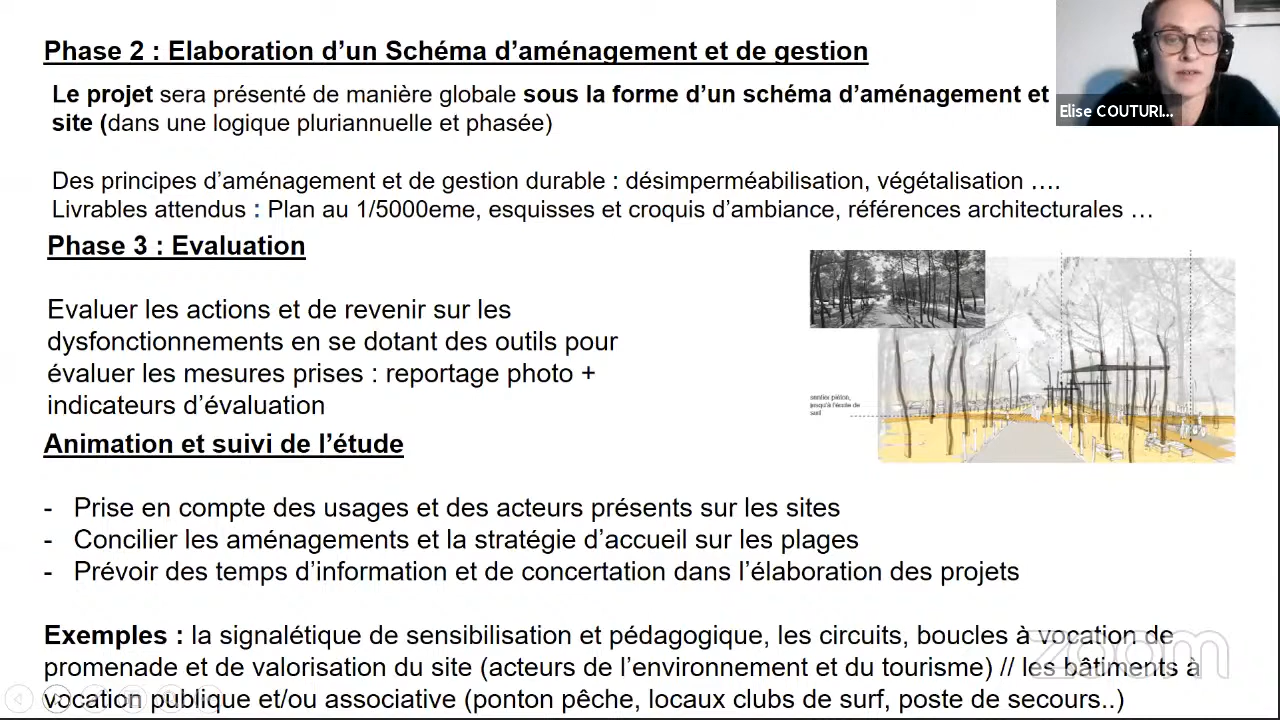 Phase 2 : Elaboration d’un Schéma d’aménagement et de gestion
Le projet sera présenté de manière globale sous la forme d’un schéma d’aménagement et
site (dans une logique pluriannuelle et phasée)
Elise COUTURI...
Des principes d’aménagement et de gestion durable : désimperméabilisation, végétalisation ….
Livrables attendus : Plan au 1/5000eme, esquisses et croquis d’ambiance, références architecturales …
Phase 3 : Evaluation
Evaluer les actions et de revenir sur les
dysfonctionnements en se dotant des outils pour
évaluer les mesures prises : reportage photo +
indicateurs d’évaluation
sentier piéton,
jusqu'à l'école de
surf
Animation et suivi de l’étude
- Prise en compte des usages et des acteurs présents sur les sites
- Concilier les aménagements et la stratégie d’accueil sur les plages
- Prévoir des temps d’information et de concertation dans l’élaboration des projets
Exemples : la signalétique de sensibilisation et pédagogique, les circuits, boucles à vocation de
promenade et de valorisation du site (acteurs de l’environnement et du tourisme) // les bâtiments à
vocation publique et/ou associative (ponton pêche, locaux clubs de surf, poste de secours..)
zoom